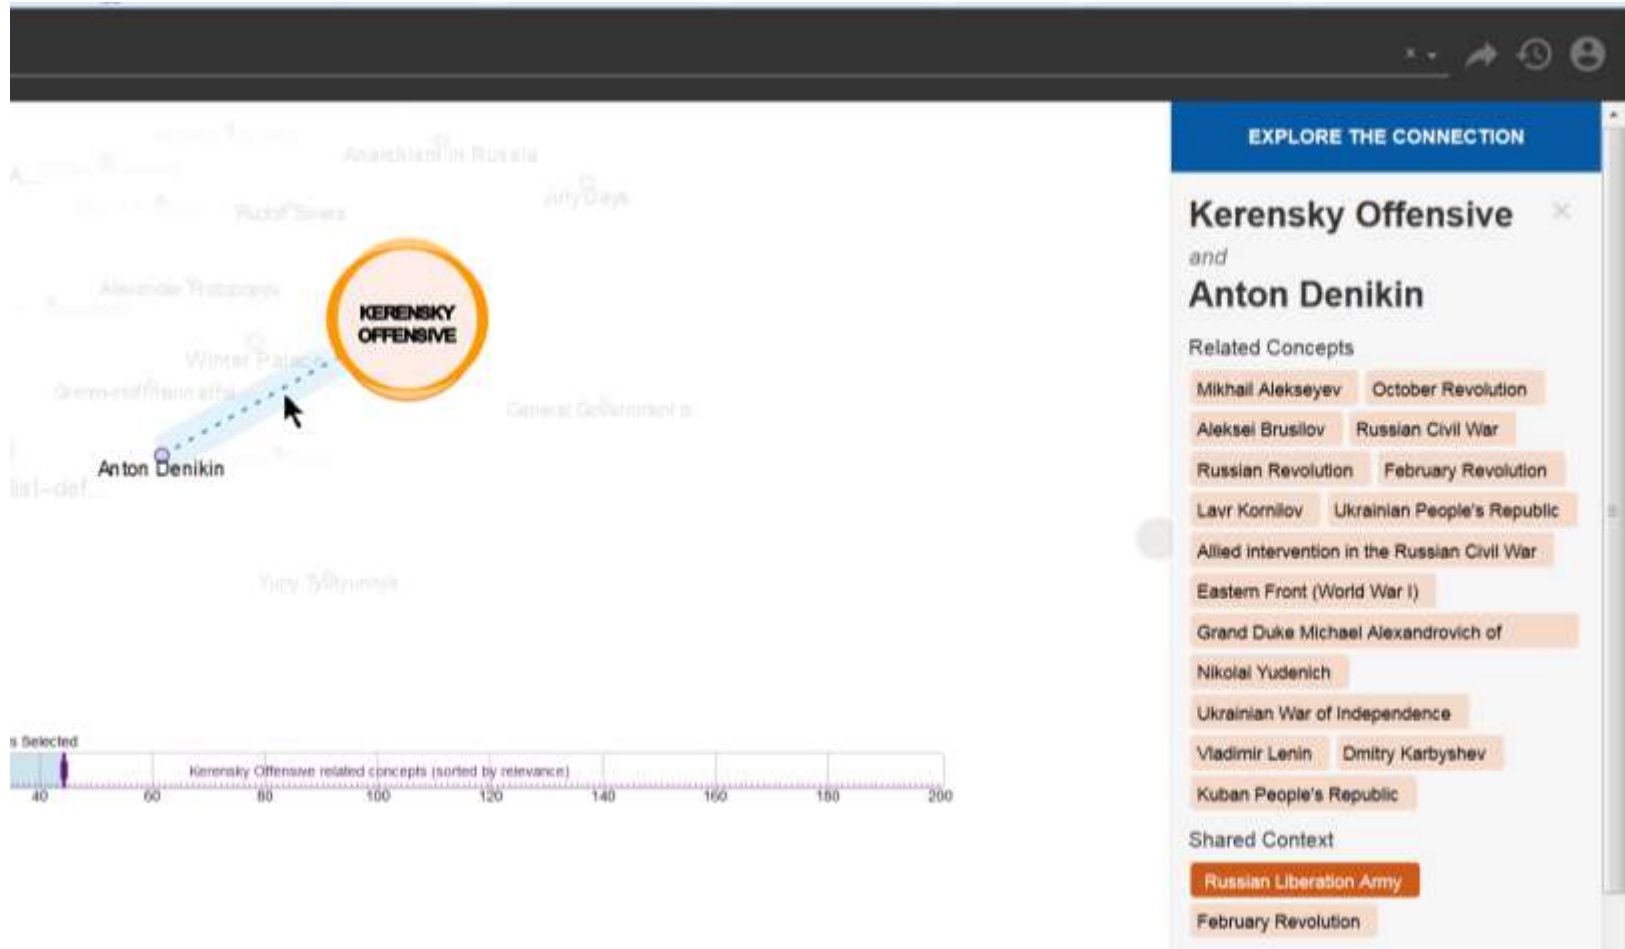 EXPLORE THE CONNECTION
Anarchism in Russia
July Days
Kerensky Offensive
and
Anton Denikin
KERENSKY
OFFENSIVE
Winter Palace
General Government o...
Anton Denikin
Related Concepts
Mikhail Alekseyev October Revolution
Aleksei Brusilov Russian Civil War
Russian Revolution February Revolution
Lavr Kornilov Ukrainian People's Republic
Allied intervention in the Russian Civil War
Eastern Front (World War I)
Grand Duke Michael Alexandrovich of
Nikolai Yudenich
Ukrainian War of Independence
Vladimir Lenin Dmitry Karbyshev
Kuban People's Republic
s Selected
Kerensky Offensive related concepts (sorted by relevance)
40 60 80 100 120 140 160 180 200
Shared Context
Russian Liberation Army
February Revolution